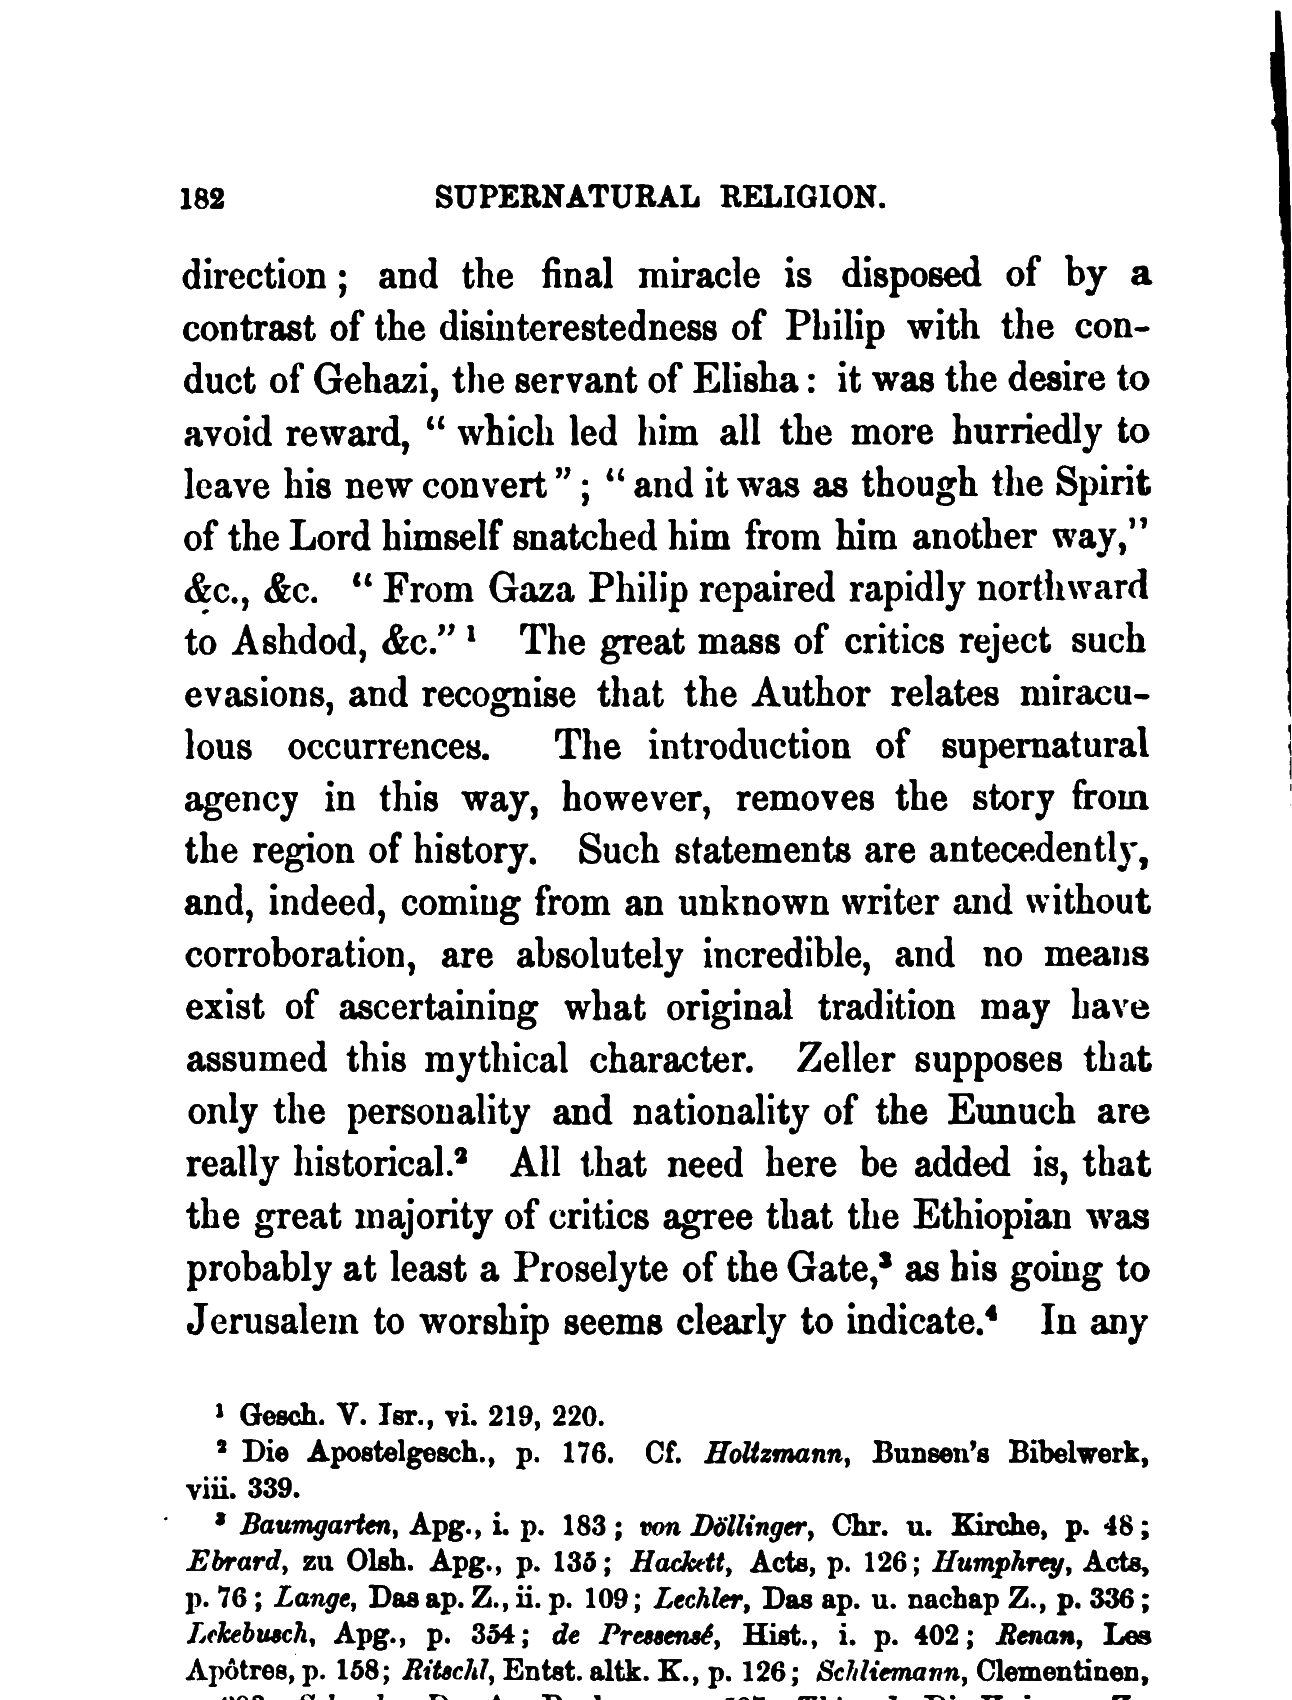 182 SUPERNATURAL RELIGION.
direction; and the final miracle is disposed of by a
contrast of the disinterestedness of Philip with the con-
duct of Gehazi, the servant of Elisha: it was the desire to
avoid reward, “which led him all the more hurriedly to
leave his new convert”; “and it was as though the Spirit
of the Lord himself snatched him from him another way,”
&c., &c. “From Gaza Philip repaired rapidly northward
to Ashdod, &c.”¹ The great mass of critics reject such
evasions, and recognise that the Author relates miracu-
lous occurrences. The introduction of supernatural
agency in this way, however, removes the story from
the region of history. Such statements are antecedently,
and, indeed, coming from an unknown writer and without
corroboration, are absolutely incredible, and no means
exist of ascertaining what original tradition may have
assumed this mythical character. Zeller supposes that
only the personality and nationality of the Eunuch are
really historical.² All that need here be added is, that
the great majority of critics agree that the Ethiopian was
probably at least a Proselyte of the Gate,³ as his going to
Jerusalem to worship seems clearly to indicate.⁴ In any
¹ Gesch. V. Isr., vi. 219, 220.
² Die Apostelgesch., p. 176. Cf. Holtzmann, Bunsen's Bibelwerk,
viii. 339.
³ Baumgarten, Apg., i. p. 183; von Döllinger, Chr. u. Kirche, p. 48;
Ebrard, zu Olsh. Apg., p. 135; Hackett, Acts, p. 126; Humphrey, Acts,
p. 76; Lange, Das ap. Z., ii. p. 109; Lechler, Das ap. u. nachap Z., p. 336;
Lekebusch, Apg., p. 354; de Pressensé, Hist., i. p. 402; Renan, Les
Apôtres, p. 158; Ritschl, Entst. altk. K., p. 126; Schliemann, Clementinen,